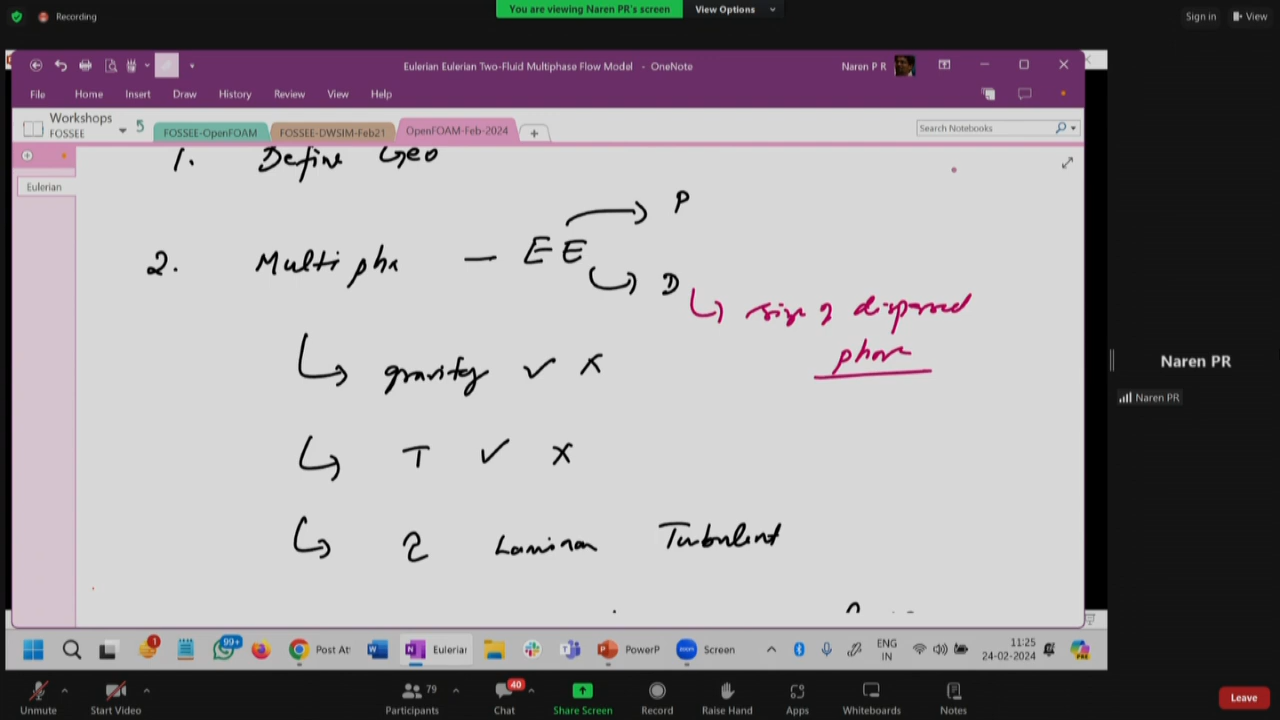 You are viewing Naren PR's screen View Options
Recording
Sign in View
Eulerian Eulerian Two-Fluid Multiphase Flow Model - OneNote
Naren P R
File Home Insert Draw History Review View Help
Workshops
FOSSEE
FOSSEE-OpenFOAM FOSSEE-DWSIM-Feb21 OpenFOAM-Feb-2024
Search Notebooks
Eulerian
1. Define Geo
P
2. Multipha — EE
D
size of dispersed
phase
gravity ✓ X
T ✓ X
Laminar Turbulent
Naren PR
Naren PR
1 99+ Post At Eulerian PowerP Screen
ENG
IN
11:25
24-02-2024
Unmute Start Video Participants 79 Chat 40 Share Screen Record Raise Hand Apps Whiteboards Notes Leave